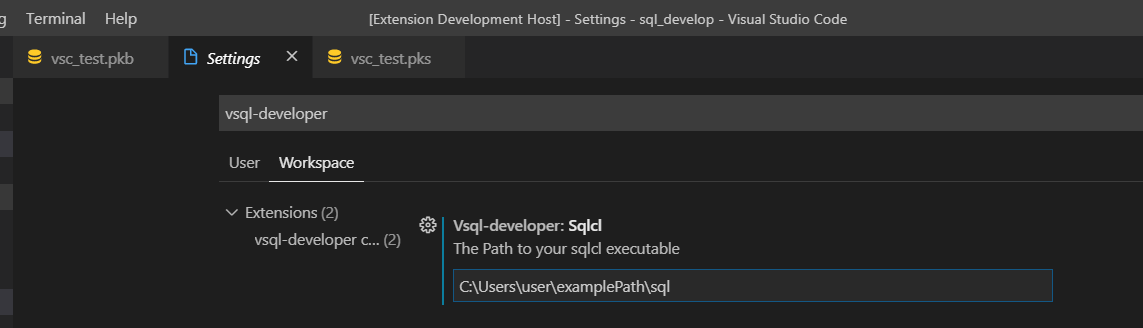 Terminal Help [Extension Development Host] - Settings - sql_develop - Visual Studio Code
vsc_test.pkb Settings vsc_test.pks
vsql-developer
User Workspace
Extensions (2)
vsql-developer c... (2)
Vsql-developer: Sqlcl
The Path to your sqlcl executable
C:\Users\user\examplePath\sql